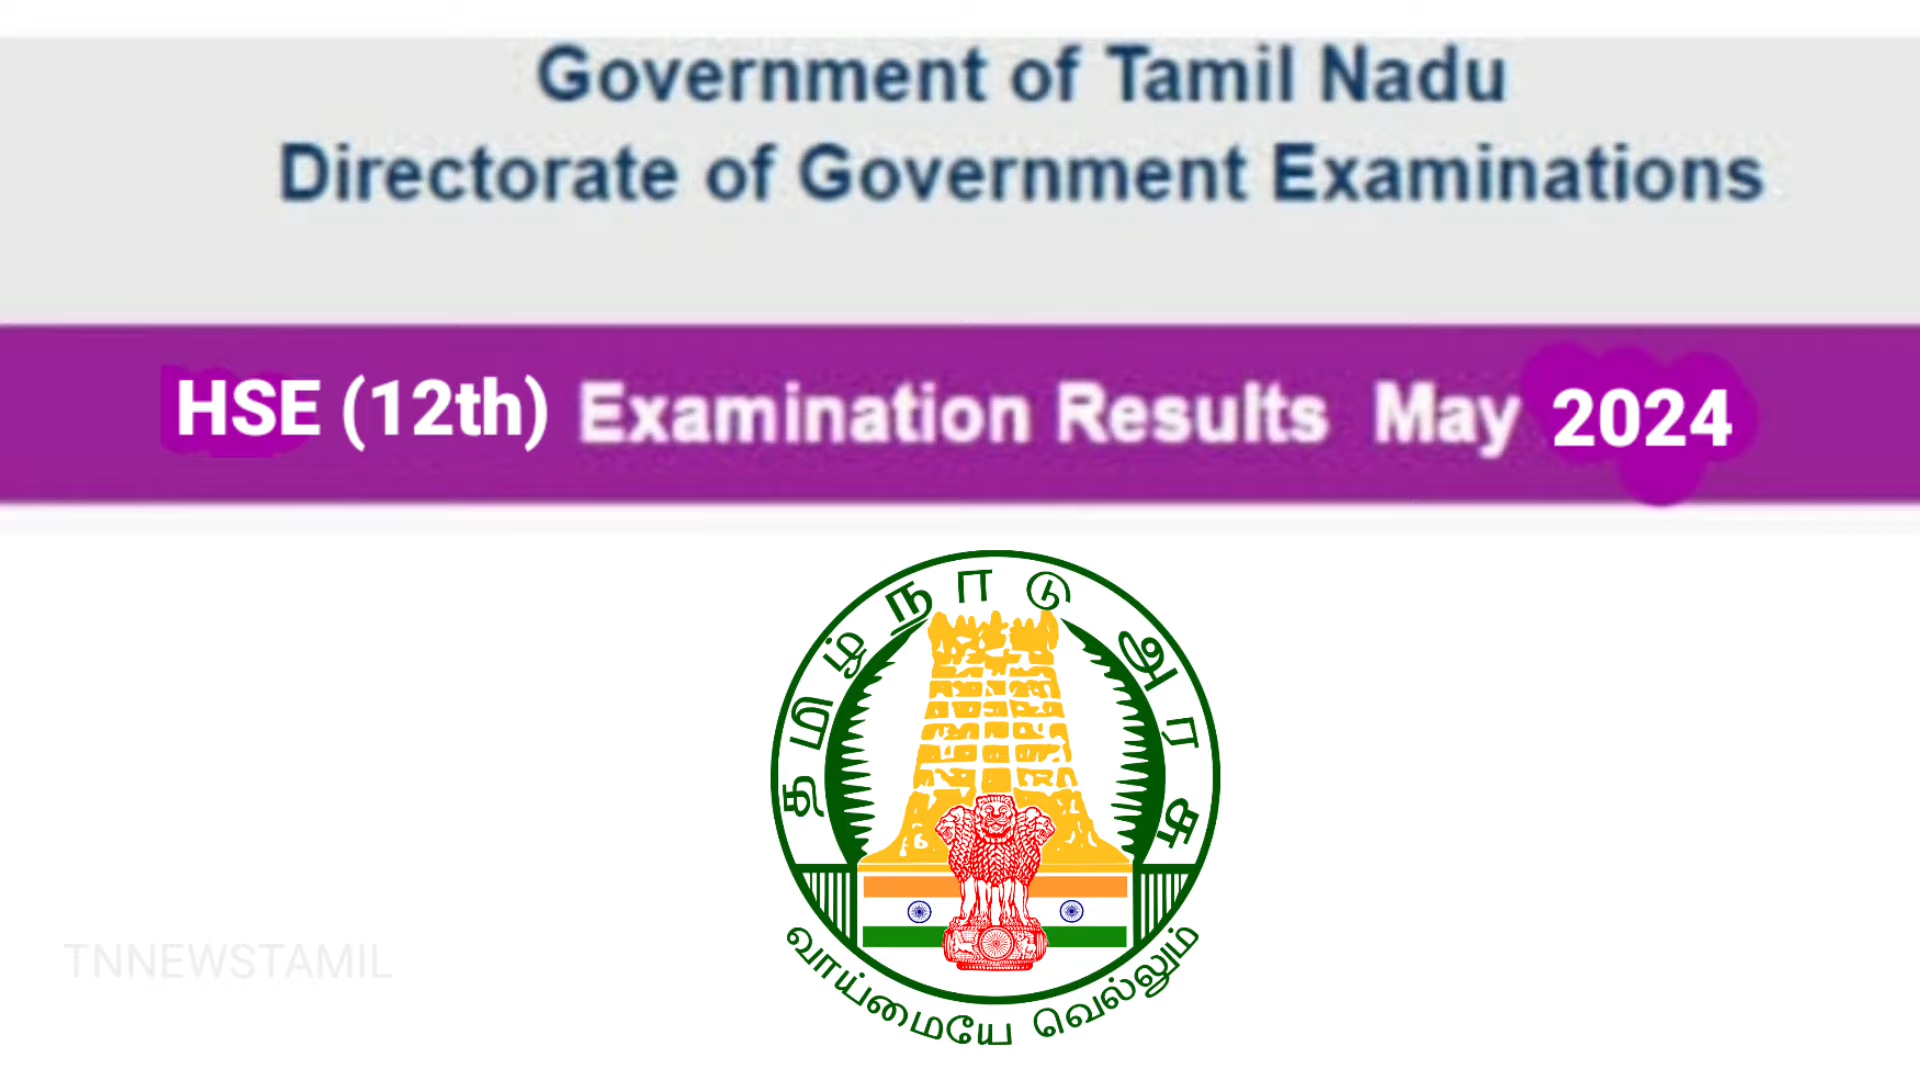 Government of Tamil Nadu
Directorate of Government Examinations
HSE (12th) Examination Results May 2024
தமிழ்நாடு அரசு
வாய்மையே வெல்லும்
TNNEWSTAMIL